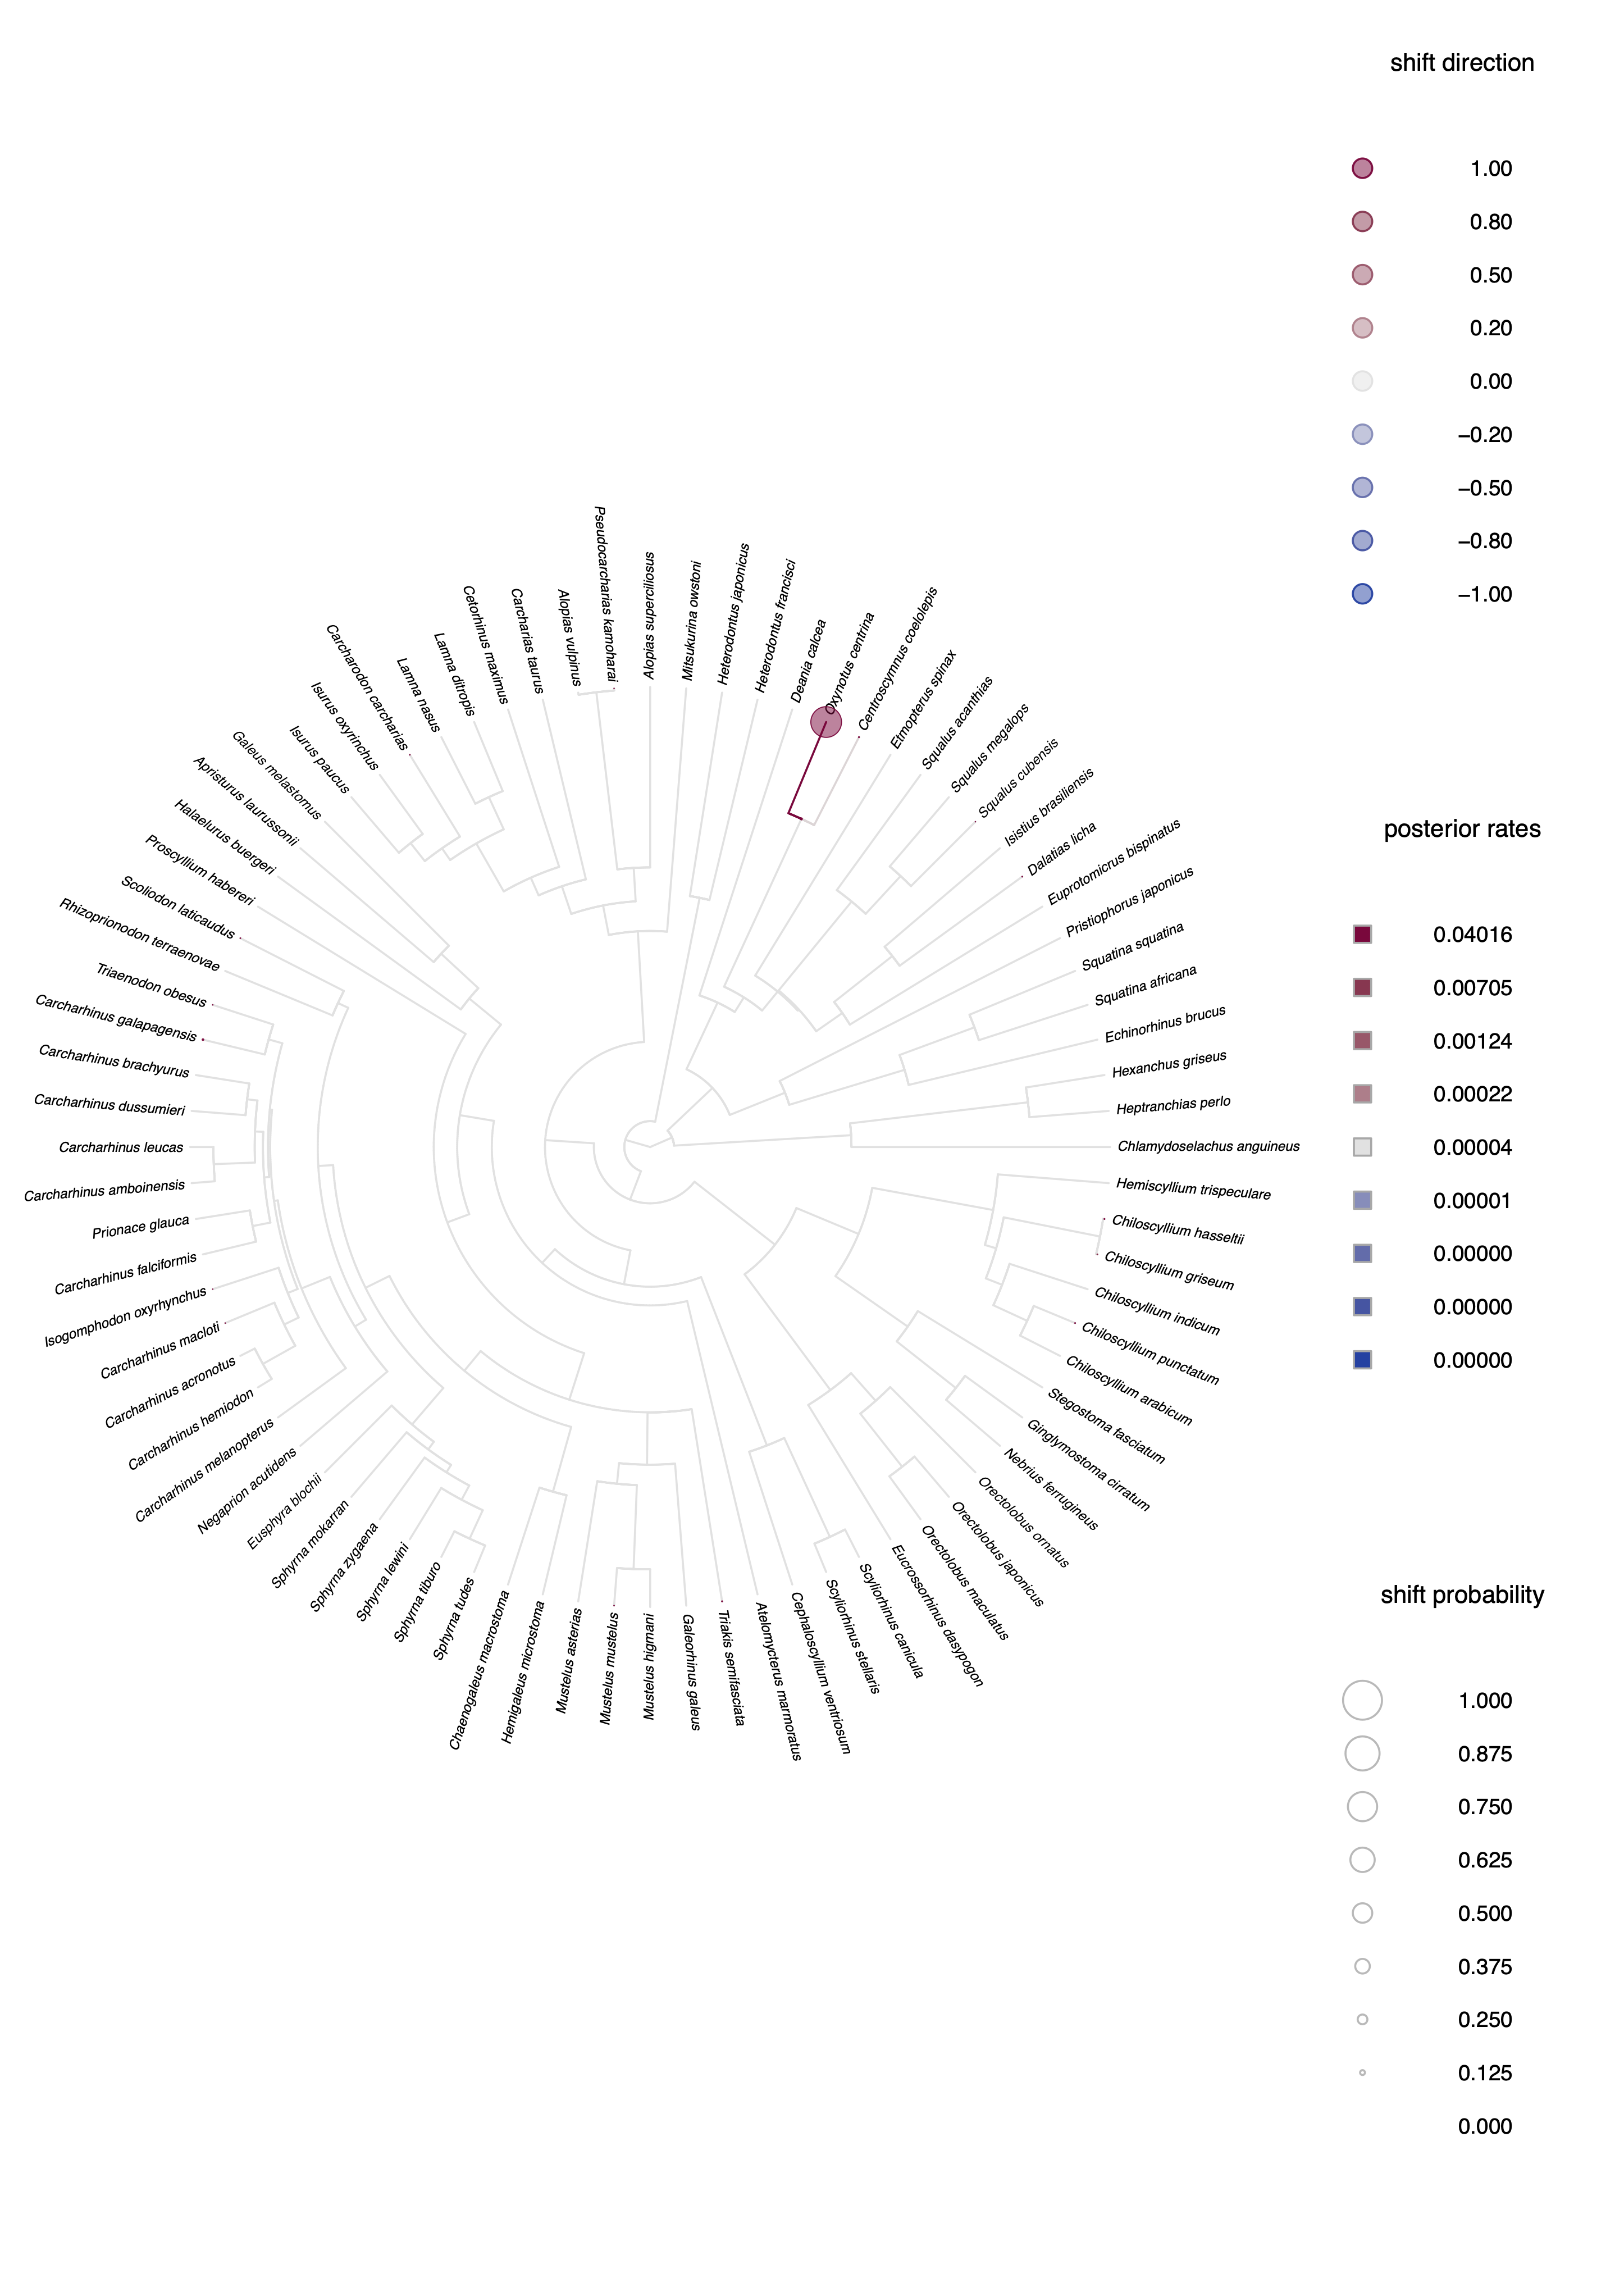 shift direction
1.00
0.80
0.50
0.20
0.00
−0.20
−0.50
−0.80
−1.00
posterior rates
0.04016
0.00705
0.00124
0.00022
0.00004
0.00001
0.00000
0.00000
0.00000
shift probability
1.000
0.875
0.750
0.625
0.500
0.375
0.250
0.125
0.000
Pseudocarcharias kamoharai
Alopias superciliosus
Mitsukurina owstoni
Heterodontus japonicus
Heterodontus francisci
Deania calcea
Oxynotus centrina
Centroscymnus coelolepis
Etmopterus spinax
Squalus acanthias
Squalus megalops
Squalus cubensis
Isistius brasiliensis
Dalatias licha
Euprotomicrus bispinatus
Pristiophorus japonicus
Squatina squatina
Squatina africana
Echinorhinus brucus
Hexanchus griseus
Heptranchias perlo
Chlamydoselachus anguineus
Hemiscyllium trispeculare
Chiloscyllium hasseltii
Chiloscyllium griseum
Chiloscyllium indicum
Chiloscyllium punctatum
Chiloscyllium arabicum
Stegostoma fasciatum
Ginglymostoma cirratum
Nebrius ferrugineus
Orectolobus ornatus
Orectolobus japonicus
Orectolobus maculatus
Eucrossorhinus dasypogon
Scyliorhinus canicula
Scyliorhinus stellaris
Cephaloscyllium ventriosum
Atelomycterus marmoratus
Triakis semifasciata
Galeorhinus galeus
Mustelus higmani
Mustelus mustelus
Mustelus asterias
Hemigaleus microstoma
Chaenogaleus macrostoma
Sphyrna tudes
Sphyrna tiburo
Sphyrna lewini
Sphyrna zygaena
Sphyrna mokarran
Eusphyra blochii
Negaprion acutidens
Carcharhinus melanopterus
Carcharhinus hemiodon
Carcharhinus acronotus
Carcharhinus macloti
Isogomphodon oxyrhynchus
Carcharhinus falciformis
Prionace glauca
Carcharhinus amboinensis
Carcharhinus leucas
Carcharhinus dussumieri
Carcharhinus brachyurus
Carcharhinus galapagensis
Triaenodon obesus
Rhizoprionodon terraenovae
Scoliodon laticaudus
Proscyllium habereri
Halaelurus buergeri
Apristurus laurussonii
Galeus melastomus
Isurus paucus
Isurus oxyrinchus
Carcharodon carcharias
Lamna nasus
Lamna ditropis
Cetorhinus maximus
Carcharias taurus
Alopias vulpinus